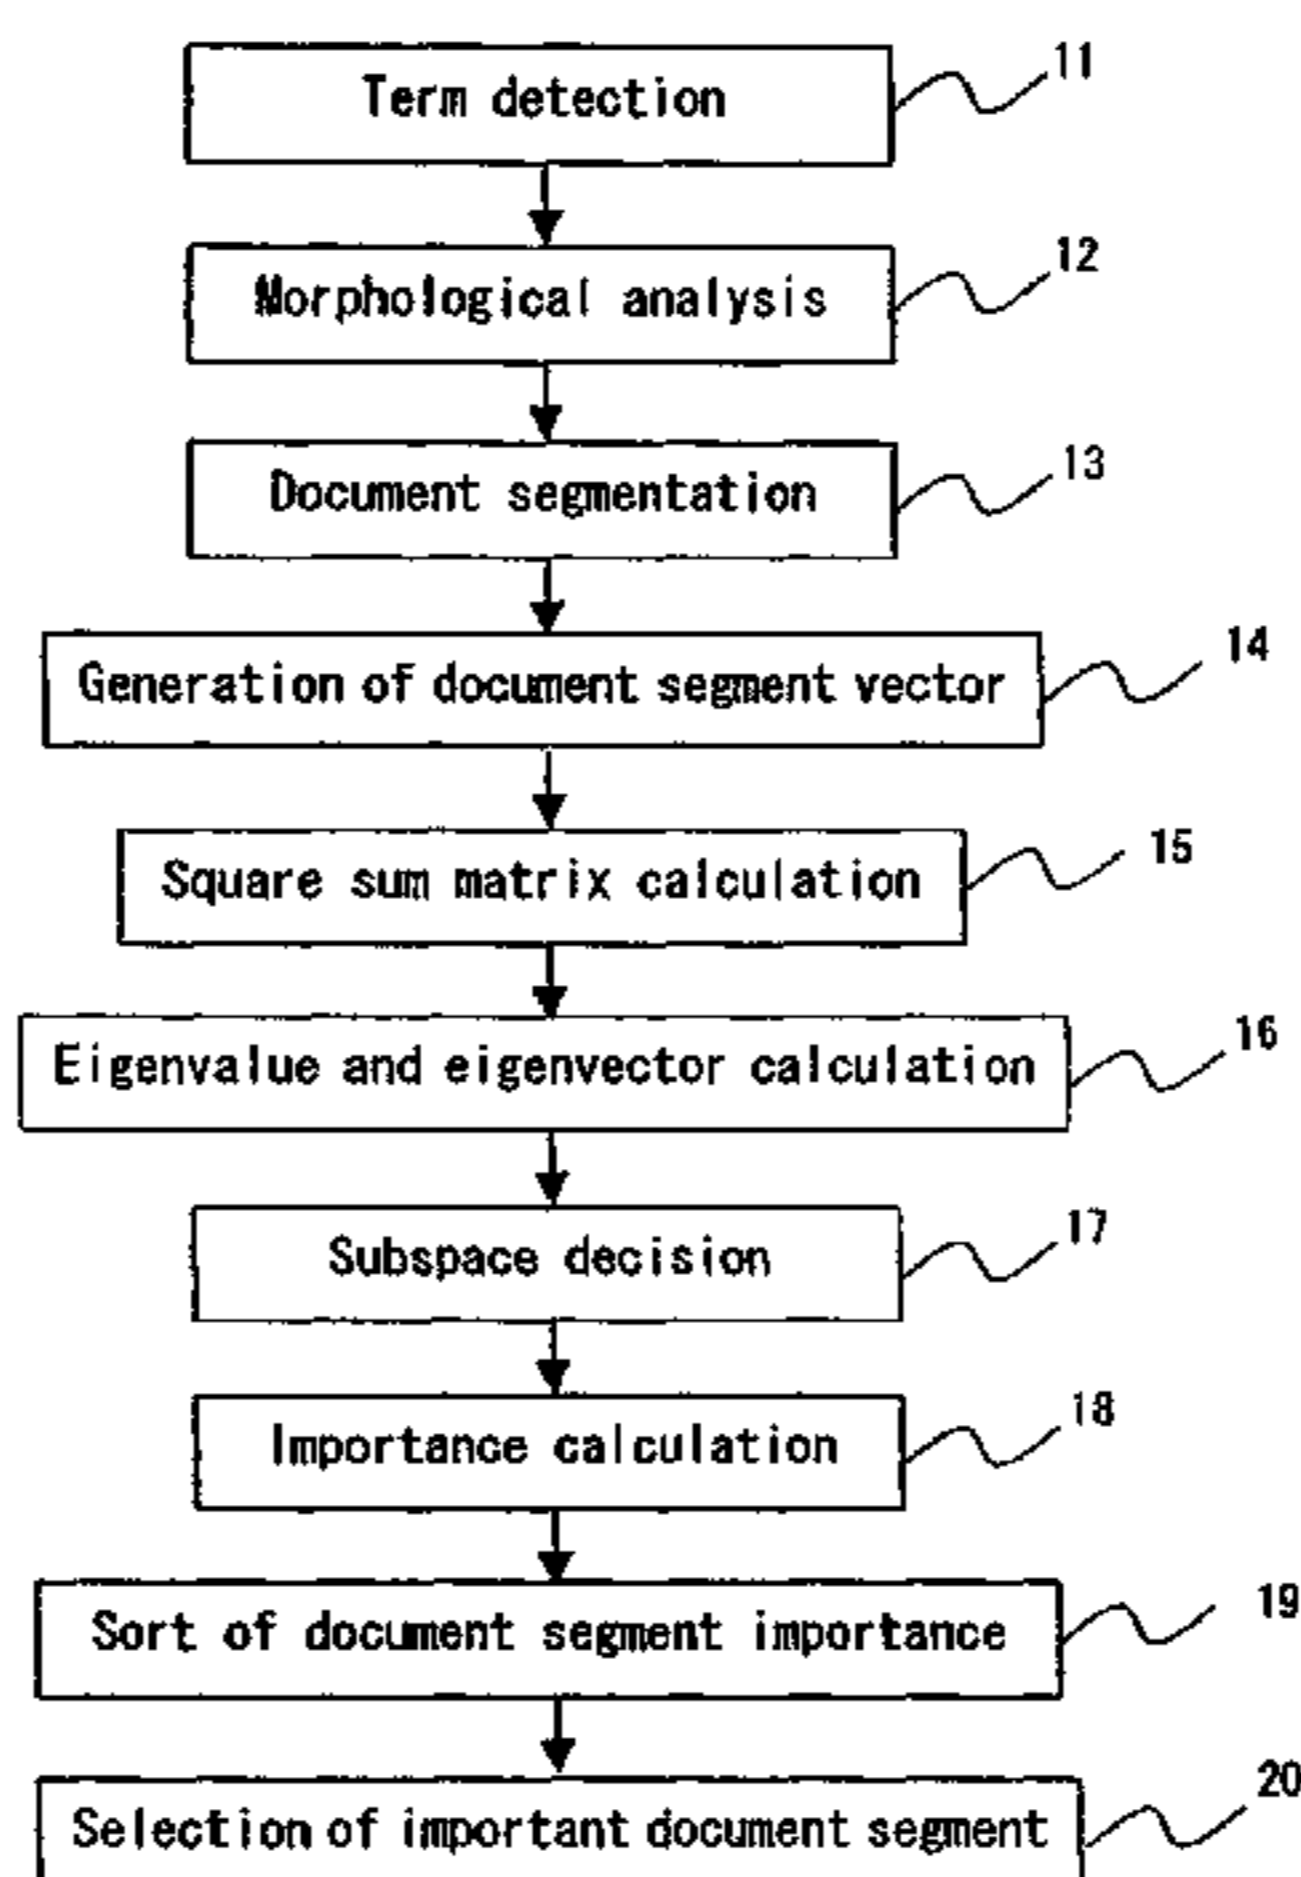 Term detection 11
Morphological analysis 12
Document segmentation 13
Generation of document segment vector 14
Square sum matrix calculation 15
Eigenvalue and eigenvector calculation 16
Subspace decision 17
Importance calculation 18
Sort of document segment importance 19
Selection of important document segment 20